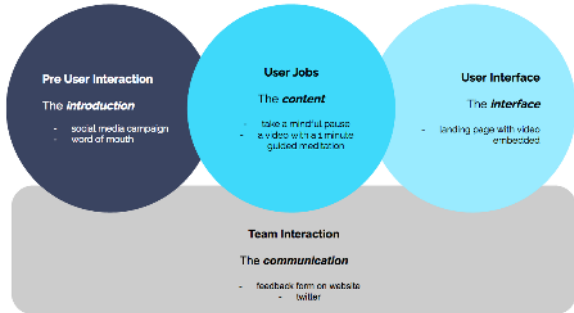 Pre User Interaction
The introduction
- social media campaign
- word of mouth
User Jobs
The content
- take a mindful pause
- a video with a 1 minute
guided meditation
User Interface
The interface
- landing page with video
embedded
Team Interaction
The communication
- feedback form on website
- twitter